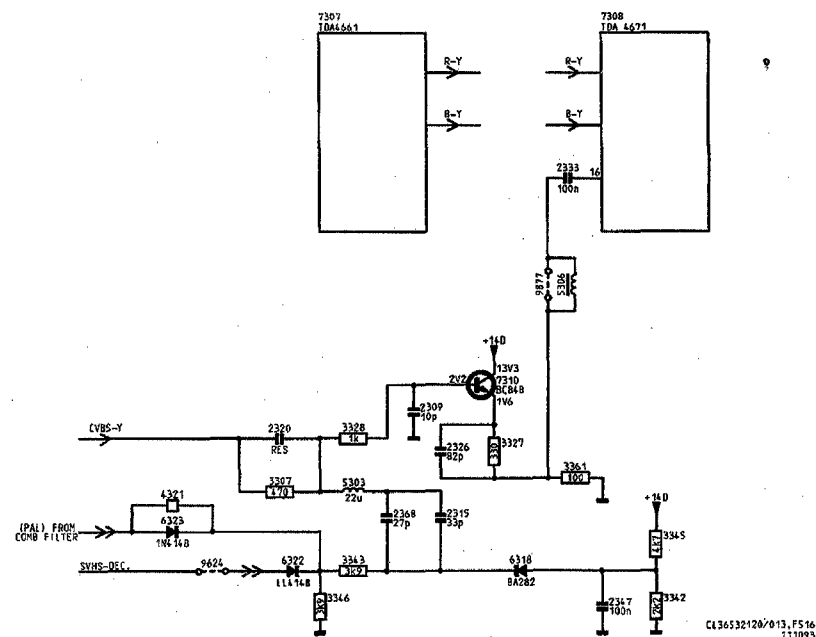 7307
TDA4661
7308
TDA 4671
R-Y
R-Y
B-Y
B-Y
2333
16
100n
9877
5306
+14D
13V3
2V2
7310
BC848
1V6
2309
10p
CVBS-Y
2320
RES
3328
1k
2326
82p
3327
330
3361
100
3307
470
5303
22u
4321
2368
27p
2315
33p
+14D
(PAL) FROM
COMB FILTER
6323
1N4148
3345
4k7
SVHS-DEC.
9624
6322
LL4148
3343
3k9
6318
BA282
3346
3k9
2347
100n
3342
2k2
CL36532120/013,F516